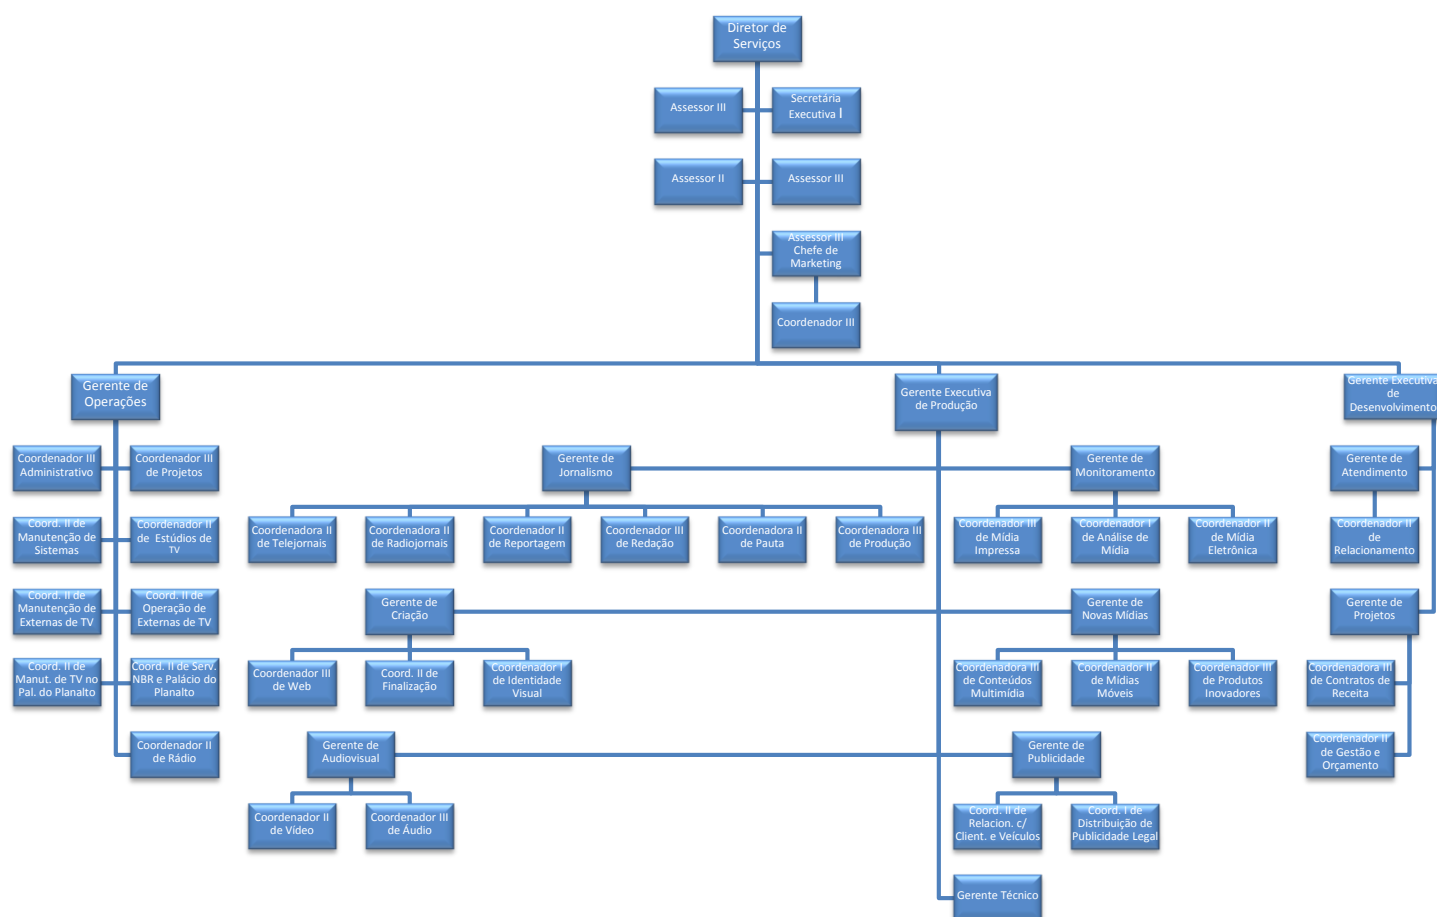 Diretor de
Serviços
Assessor III
Secretária
Executiva I
Assessor II
Assessor III
Assessor III
Chefe de
Marketing
Coordenador III
Gerente de
Operações
Gerente Executiva
de Produção
Gerente Executiva
de
Desenvolvimento
Coordenador III
Administrativo
Coordenador III
de Projetos
Gerente de
Jornalismo
Gerente de
Monitoramento
Gerente de
Atendimento
Coord. II de
Manutenção de
Sistemas
Coordenador II
de Estúdios de
TV
Coordenadora II
de Telejornais
Coordenadora II
de Radiojornais
Coordenador II
de Reportagem
Coordenador III
de Redação
Coordenadora II
de Pauta
Coordenadora III
de Produção
Coordenadora III
de Mídia
Impressa
Coordenador I
de Análise de
Mídia
Coordenador II
de Mídia
Eletrônica
Coordenador II
de
Relacionamento
Coord. II de
Manutenção de
Externas de TV
Coord. II de
Operação de
Externas de TV
Gerente de
Criação
Gerente de
Novas Mídias
Gerente de
Projetos
Coord. II de
Manut. de TV no
Pal. do Planalto
Coord. II de Serv.
NBR e Palácio do
Planalto
Coordenador III
de Web
Coord. II de
Finalização
Coordenador I
de Identidade
Visual
Coordenadora III
de Conteúdos
Multimídia
Coordenador II
de Mídias
Móveis
Coordenador III
de Produtos
Inovadores
Coordenadora III
de Contratos de
Receita
Coordenador II
de Rádio
Gerente de
Audiovisual
Gerente de
Publicidade
Coordenador II
de Gestão e
Orçamento
Coordenador II
de Vídeo
Coordenador III
de Áudio
Coord. II de
Relacion. c/
Client. e Veículos
Coord. I de
Distribuição de
Publicidade Legal
Gerente Técnico